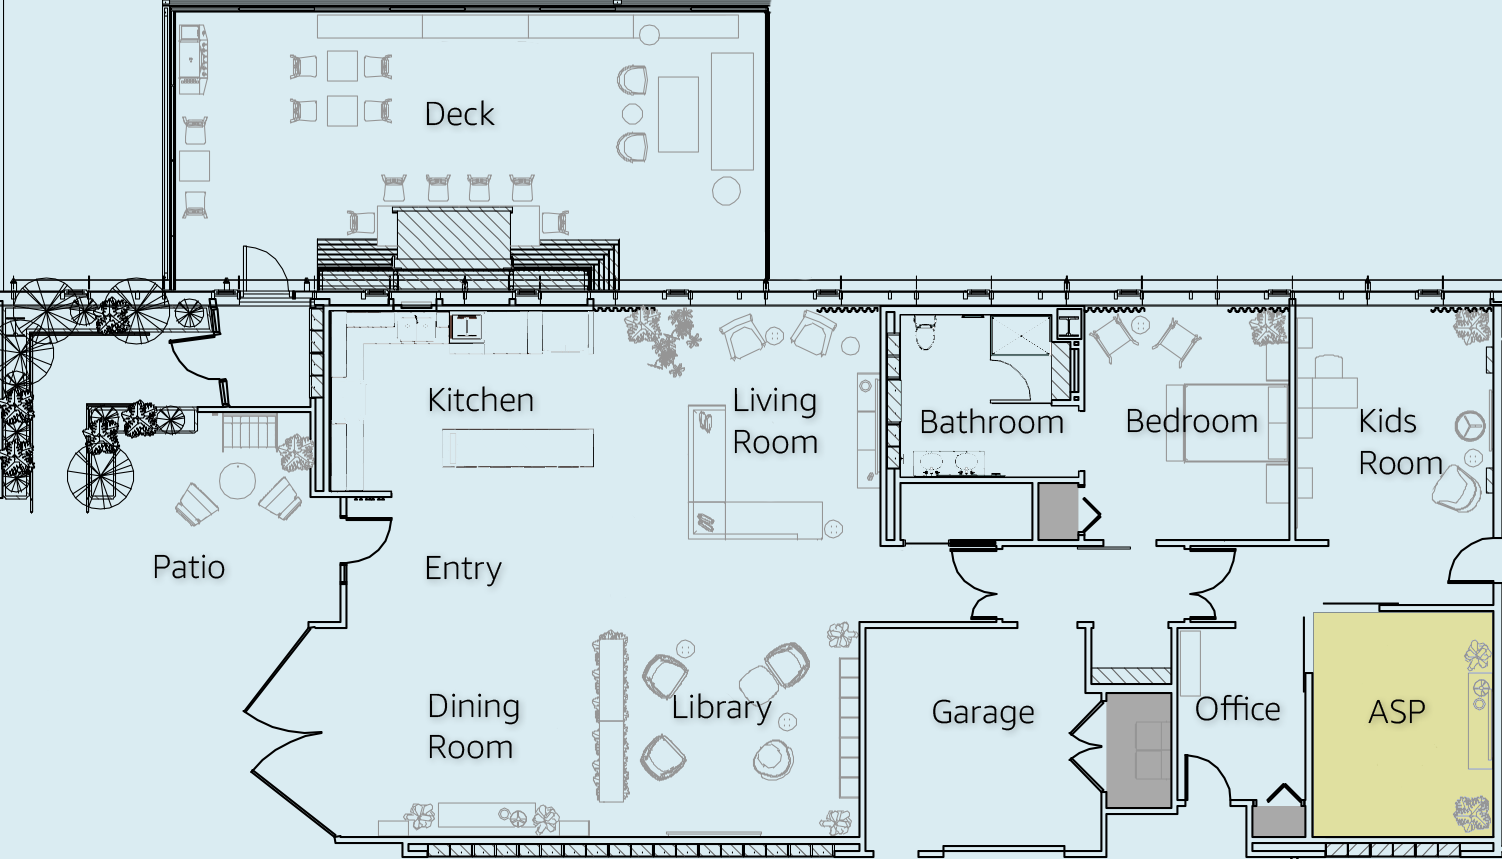 Deck
Kitchen
Living
Room
Bathroom
Bedroom
Kids
Room
Patio
Entry
Dining
Room
Library
Garage
Office
ASP